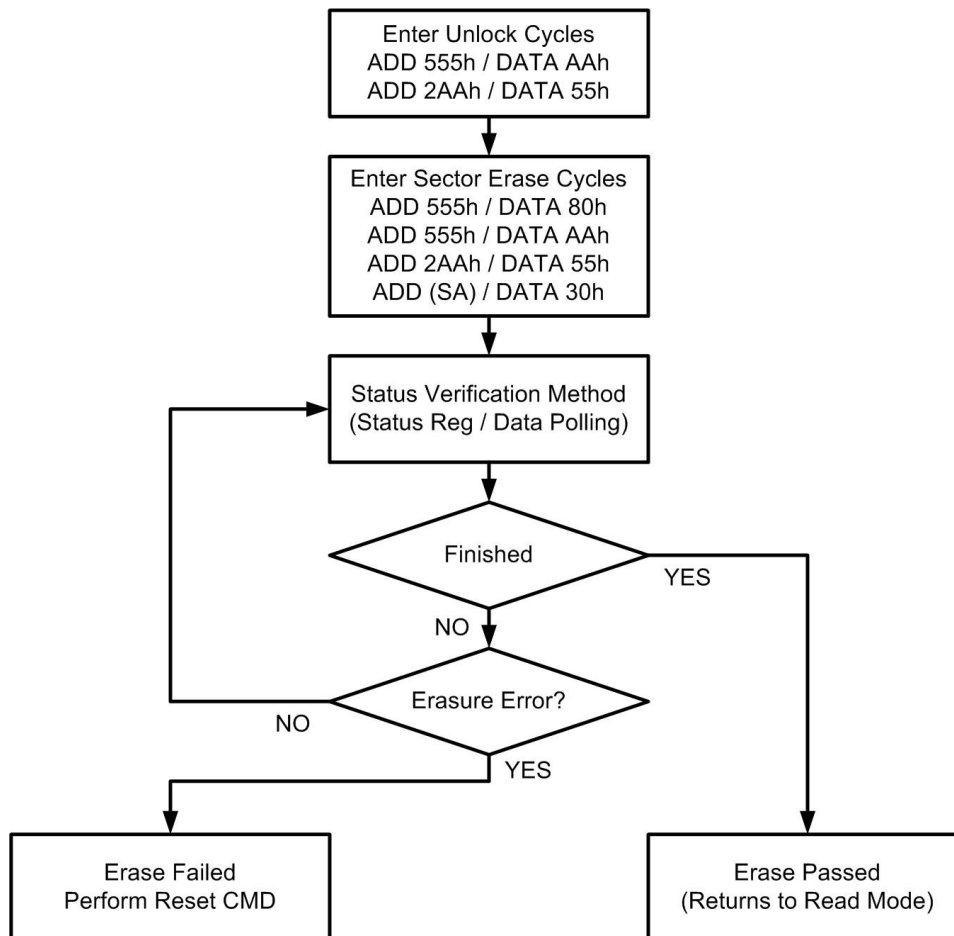 Enter Unlock Cycles
ADD 555h / DATA AAh
ADD 2AAh / DATA 55h
Enter Sector Erase Cycles
ADD 555h / DATA 80h
ADD 555h / DATA AAh
ADD 2AAh / DATA 55h
ADD (SA) / DATA 30h
Status Verification Method
(Status Reg / Data Polling)
Finished
YES
NO
Erasure Error?
NO
YES
Erase Failed
Perform Reset CMD
Erase Passed
(Returns to Read Mode)